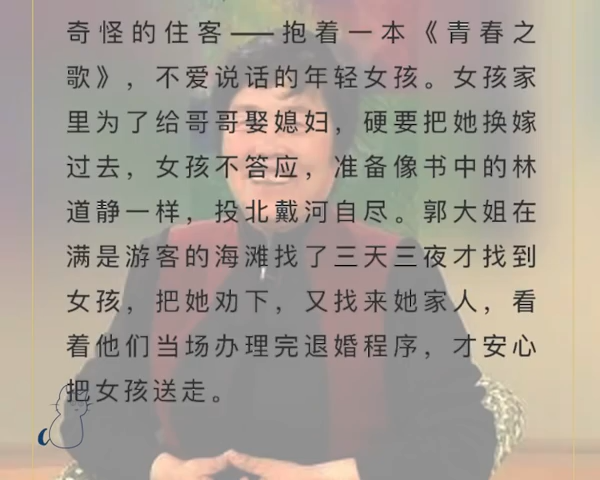 奇怪的住客——抱着一本《青春之
歌》，不爱说话的年轻女孩。女孩家
里为了给哥哥娶媳妇，硬要把她换嫁
过去，女孩不答应，准备像书中的林
道静一样，投北戴河自尽。郭大姐在
满是游客的海滩找了三天三夜才找到
女孩，把她劝下，又找来她家人，看
着他们当场办理完退婚程序，才安心
把女孩送走。